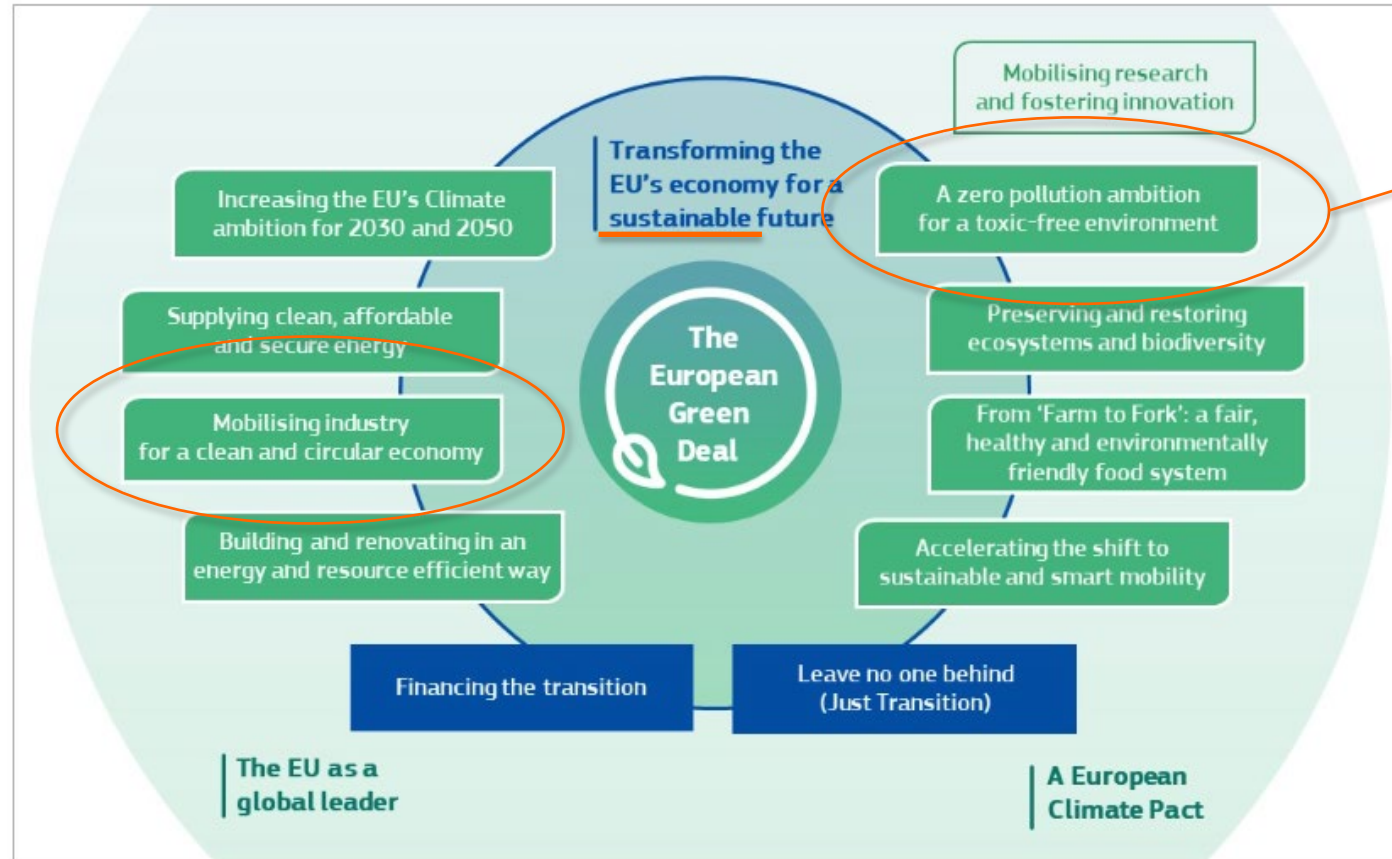 Mobilising research
and fostering innovation
Transforming the
EU's economy for a
sustainable future
Increasing the EU's Climate
ambition for 2030 and 2050
A zero pollution ambition
for a toxic-free environment
Supplying clean, affordable
and secure energy
Preserving and restoring
ecosystems and biodiversity
The
European
Green
Deal
Mobilising industry
for a clean and circular economy
From 'Farm to Fork': a fair,
healthy and environmentally
friendly food system
Building and renovating in an
energy and resource efficient way
Accelerating the shift to
sustainable and smart mobility
Financing the transition
Leave no one behind
(Just Transition)
The EU as a
global leader
A European
Climate Pact